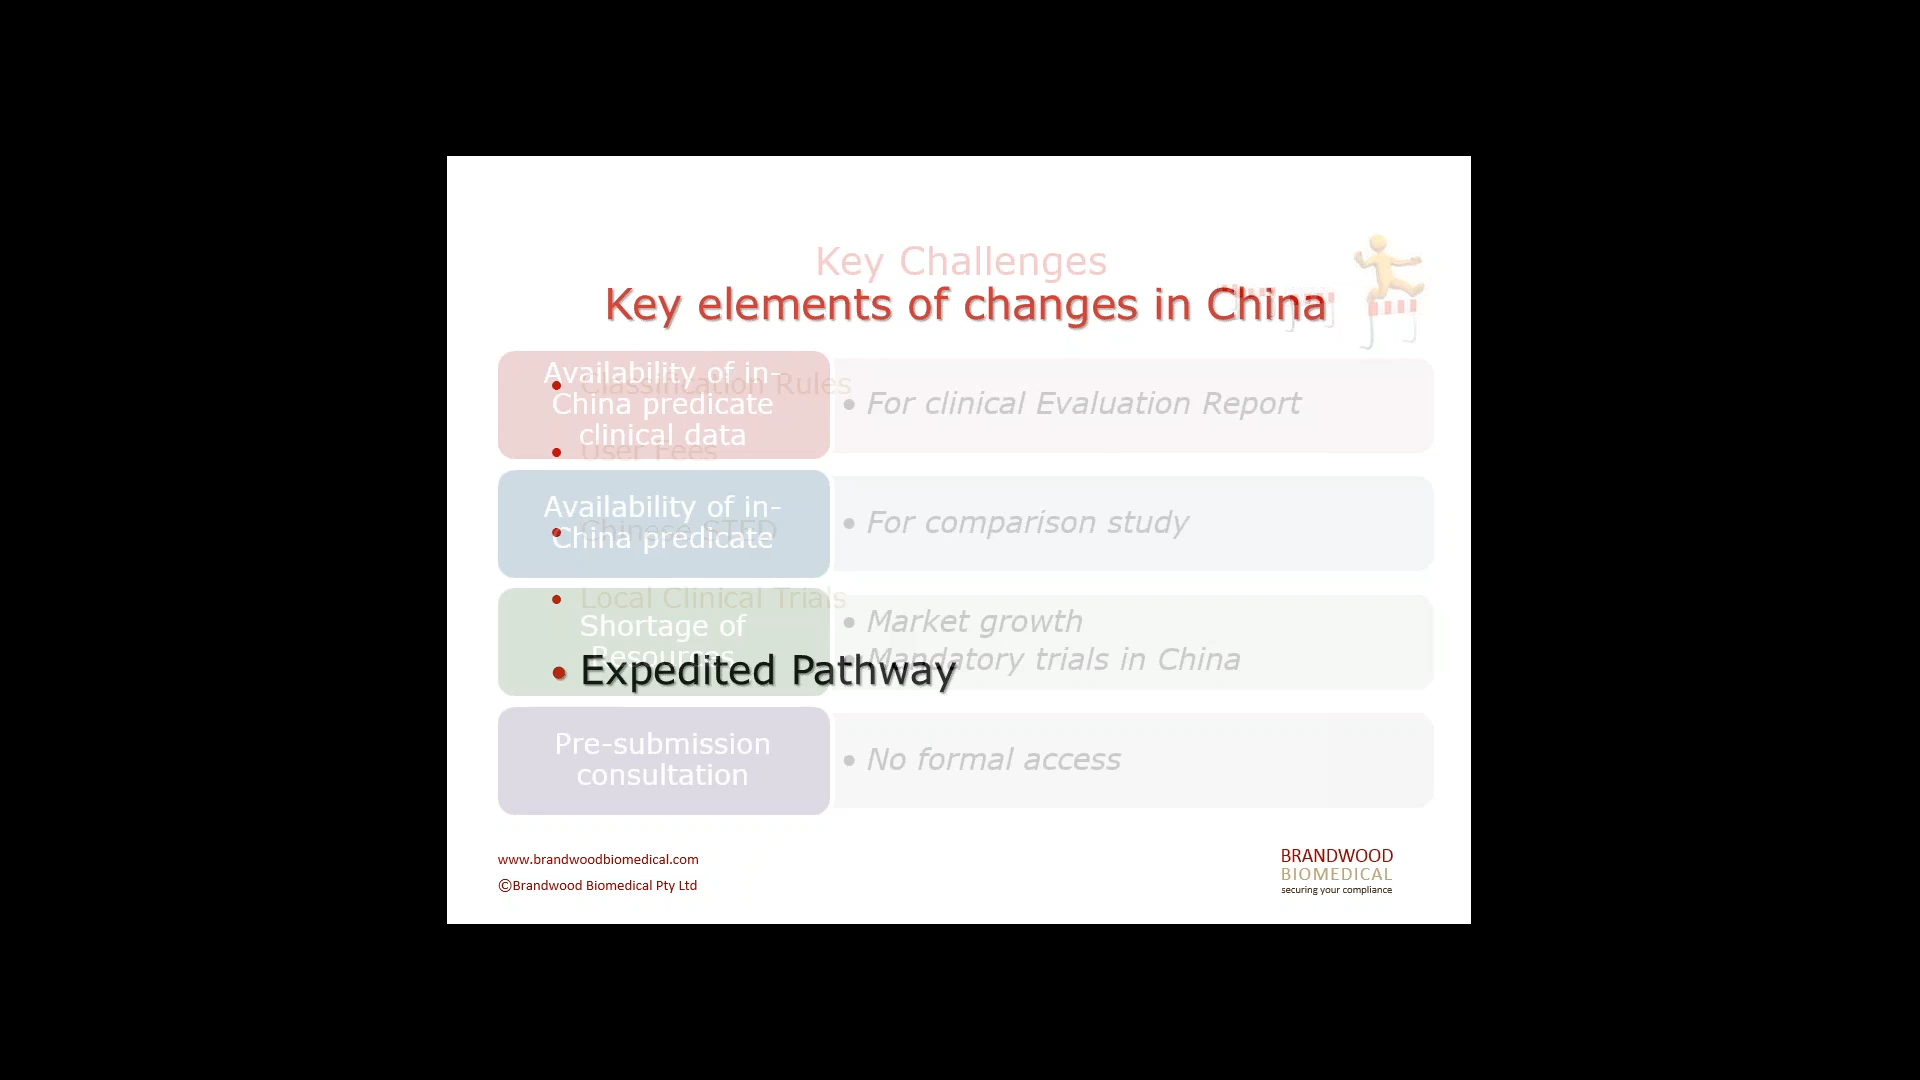 Key Challenges
Key elements of changes in China
Availability of in-
China predicate
clinical data
• For clinical Evaluation Report
• Classification Rules
• User Fees
Availability of in-
China predicate
• For comparison study
• Chinese STED
• Local Clinical Trials
Shortage of
Resources
• Market growth
• Mandatory trials in China
• Expedited Pathway
Pre-submission
consultation
• No formal access
www.brandwoodbiomedical.com
©Brandwood Biomedical Pty Ltd
BRANDWOOD
BIOMEDICAL
securing your compliance